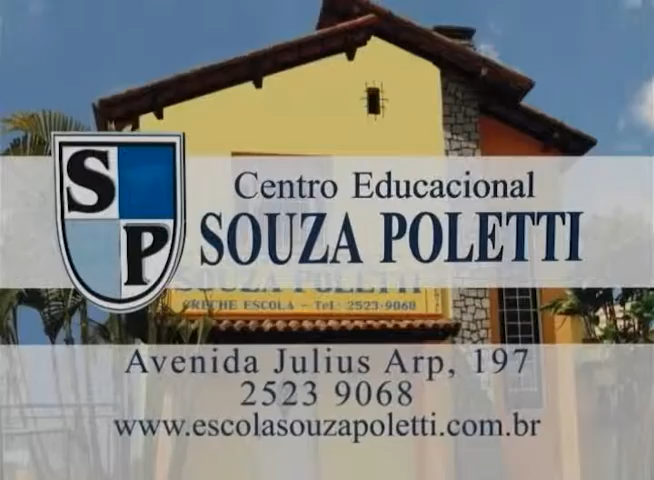 S
P
Centro Educacional
SOUZA POLETTI
SOUZA POLETTI
CRECHE ESCOLA - Tel: 2523-9068
Avenida Julius Arp, 197
2523 9068
www.escolasouzapoletti.com.br